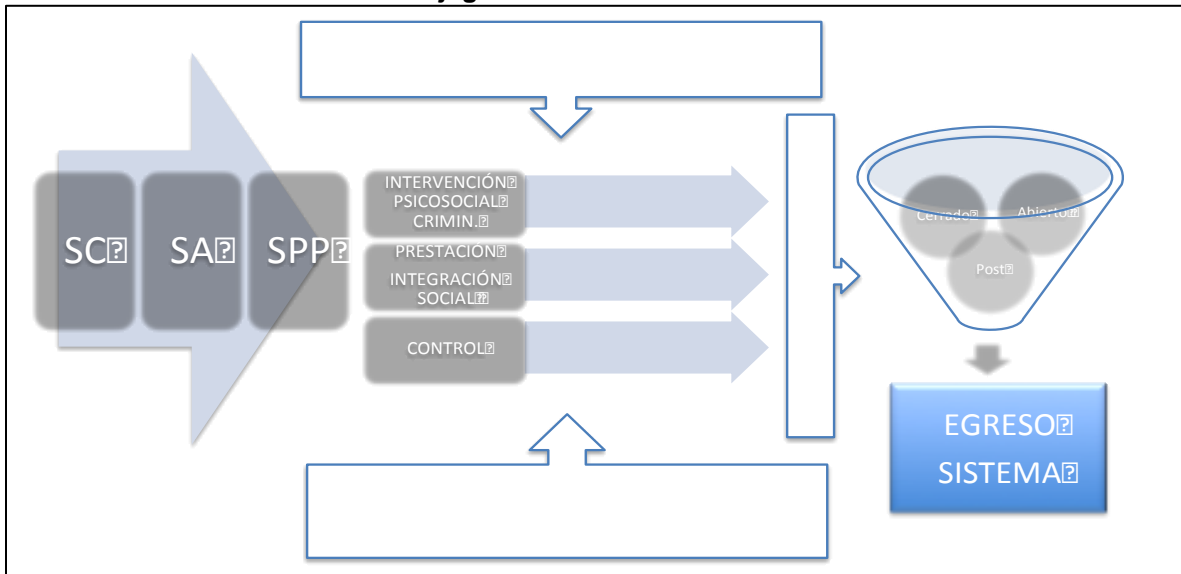 SC
SA
SPP
INTERVENCIÓN
PSICOSOCIAL
CRIMIN.
PRESTACIÓN
INTEGRACIÓN
SOCIAL
CONTROL
Cerrado
Abierto
Post
EGRESO
SISTEMA